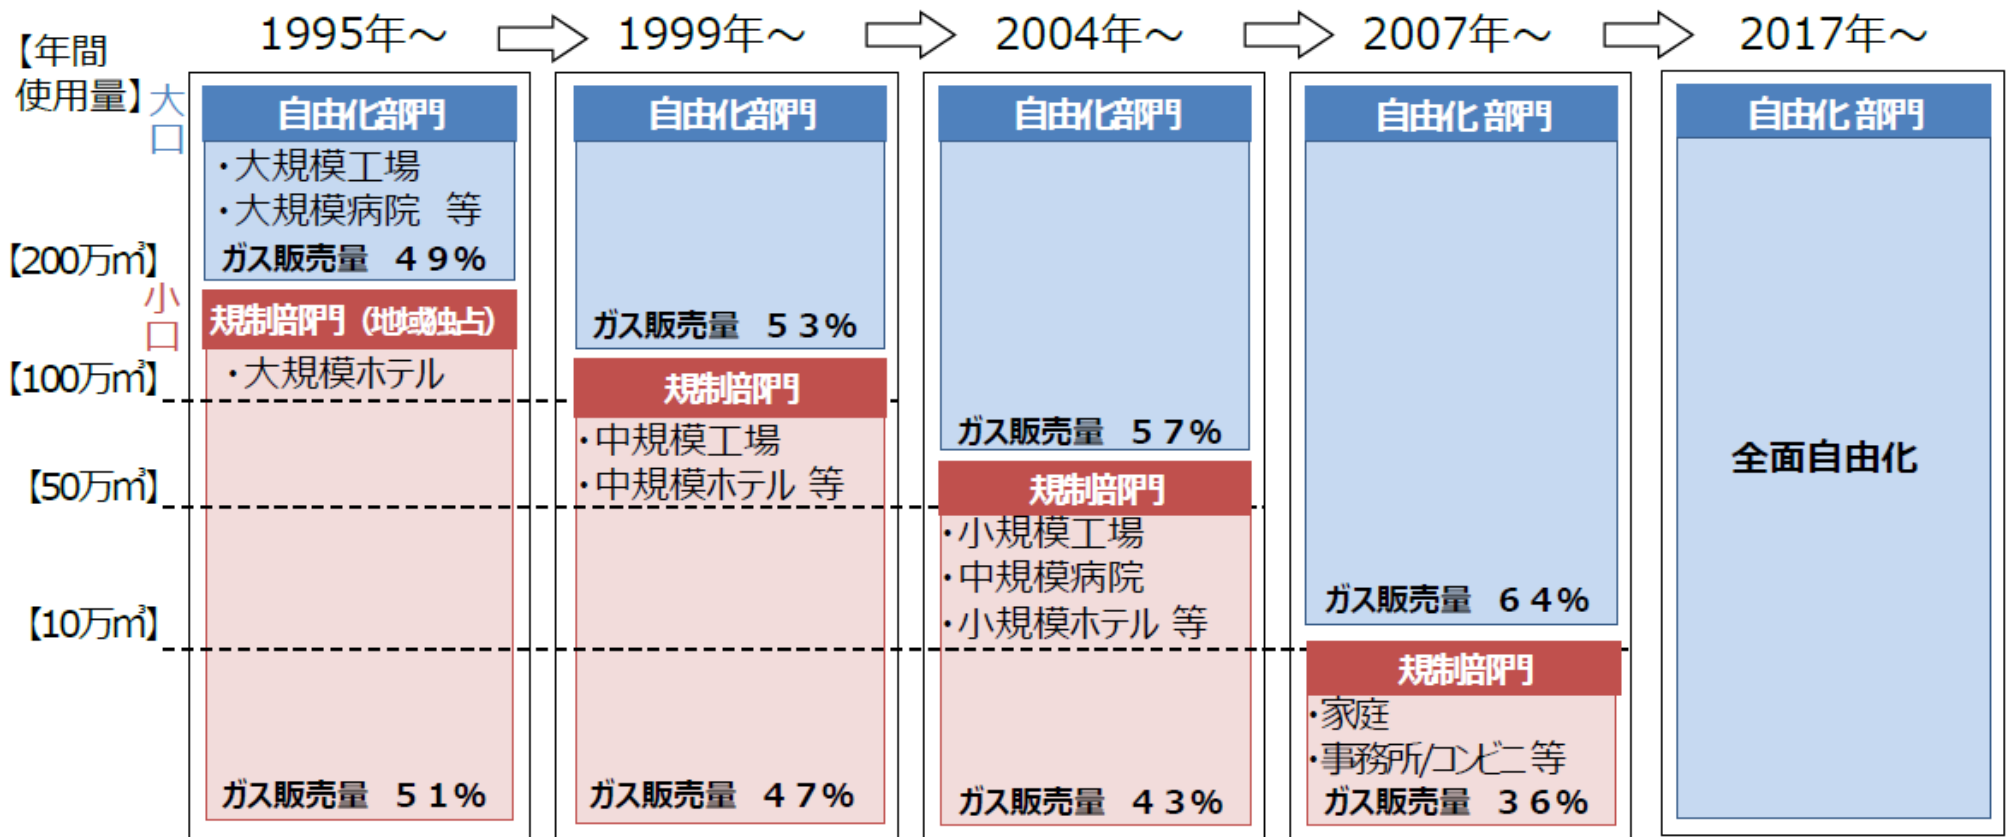 【年間
使用量】
大口
【200万㎥】
小口
【100万㎥】
【50万㎥】
【10万㎥】
1995年～
自由化部門
・大規模工場
・大規模病院 等
ガス販売量 49%
規制部門（地域独占）
・大規模ホテル
ガス販売量 51%
1999年～
自由化部門
ガス販売量 53%
規制部門
・中規模工場
・中規模ホテル 等
ガス販売量 47%
2004年～
自由化部門
ガス販売量 57%
規制部門
・小規模工場
・中規模病院
・小規模ホテル 等
ガス販売量 43%
2007年～
自由化部門
ガス販売量 64%
規制部門
・家庭
・事務所/コンビニ等
ガス販売量 36%
2017年～
自由化部門
全面自由化